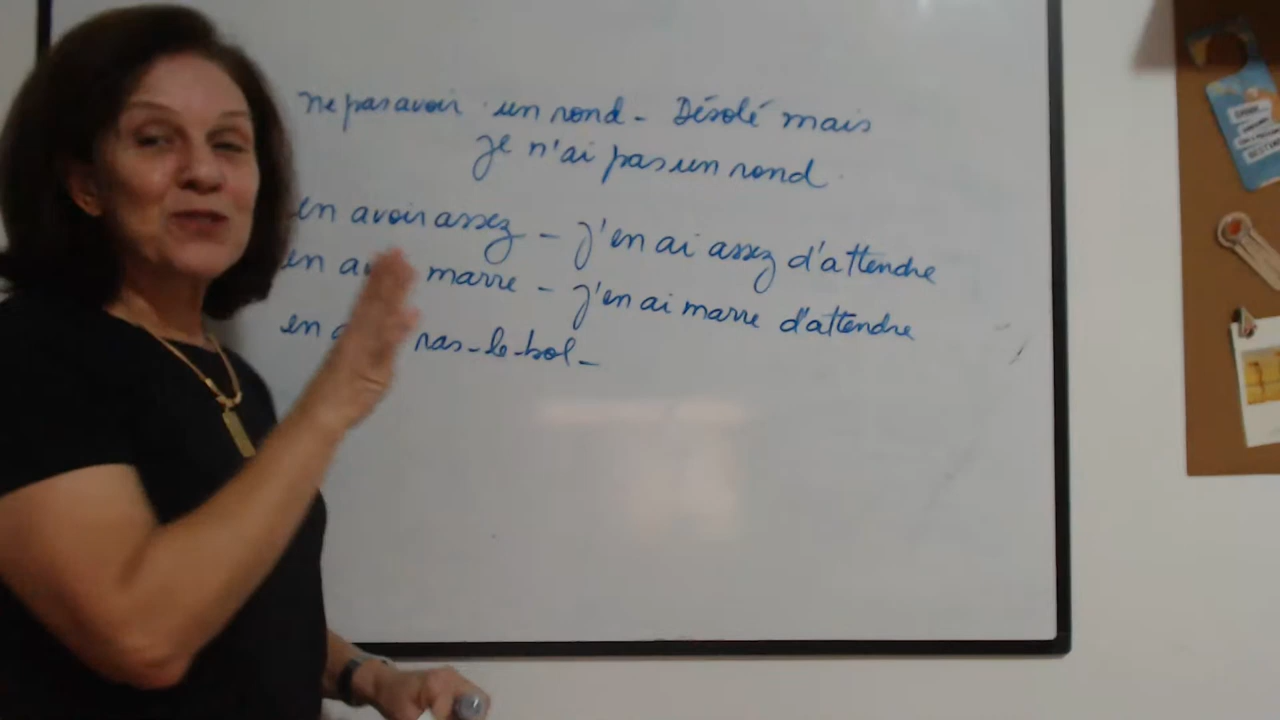 ne pas avoir un rond - Désolé mais
je n'ai pas un rond
en avoir assez - j'en ai assez d'attendre
en marre - j'en ai marre d'attendre
en ras-le-bol -